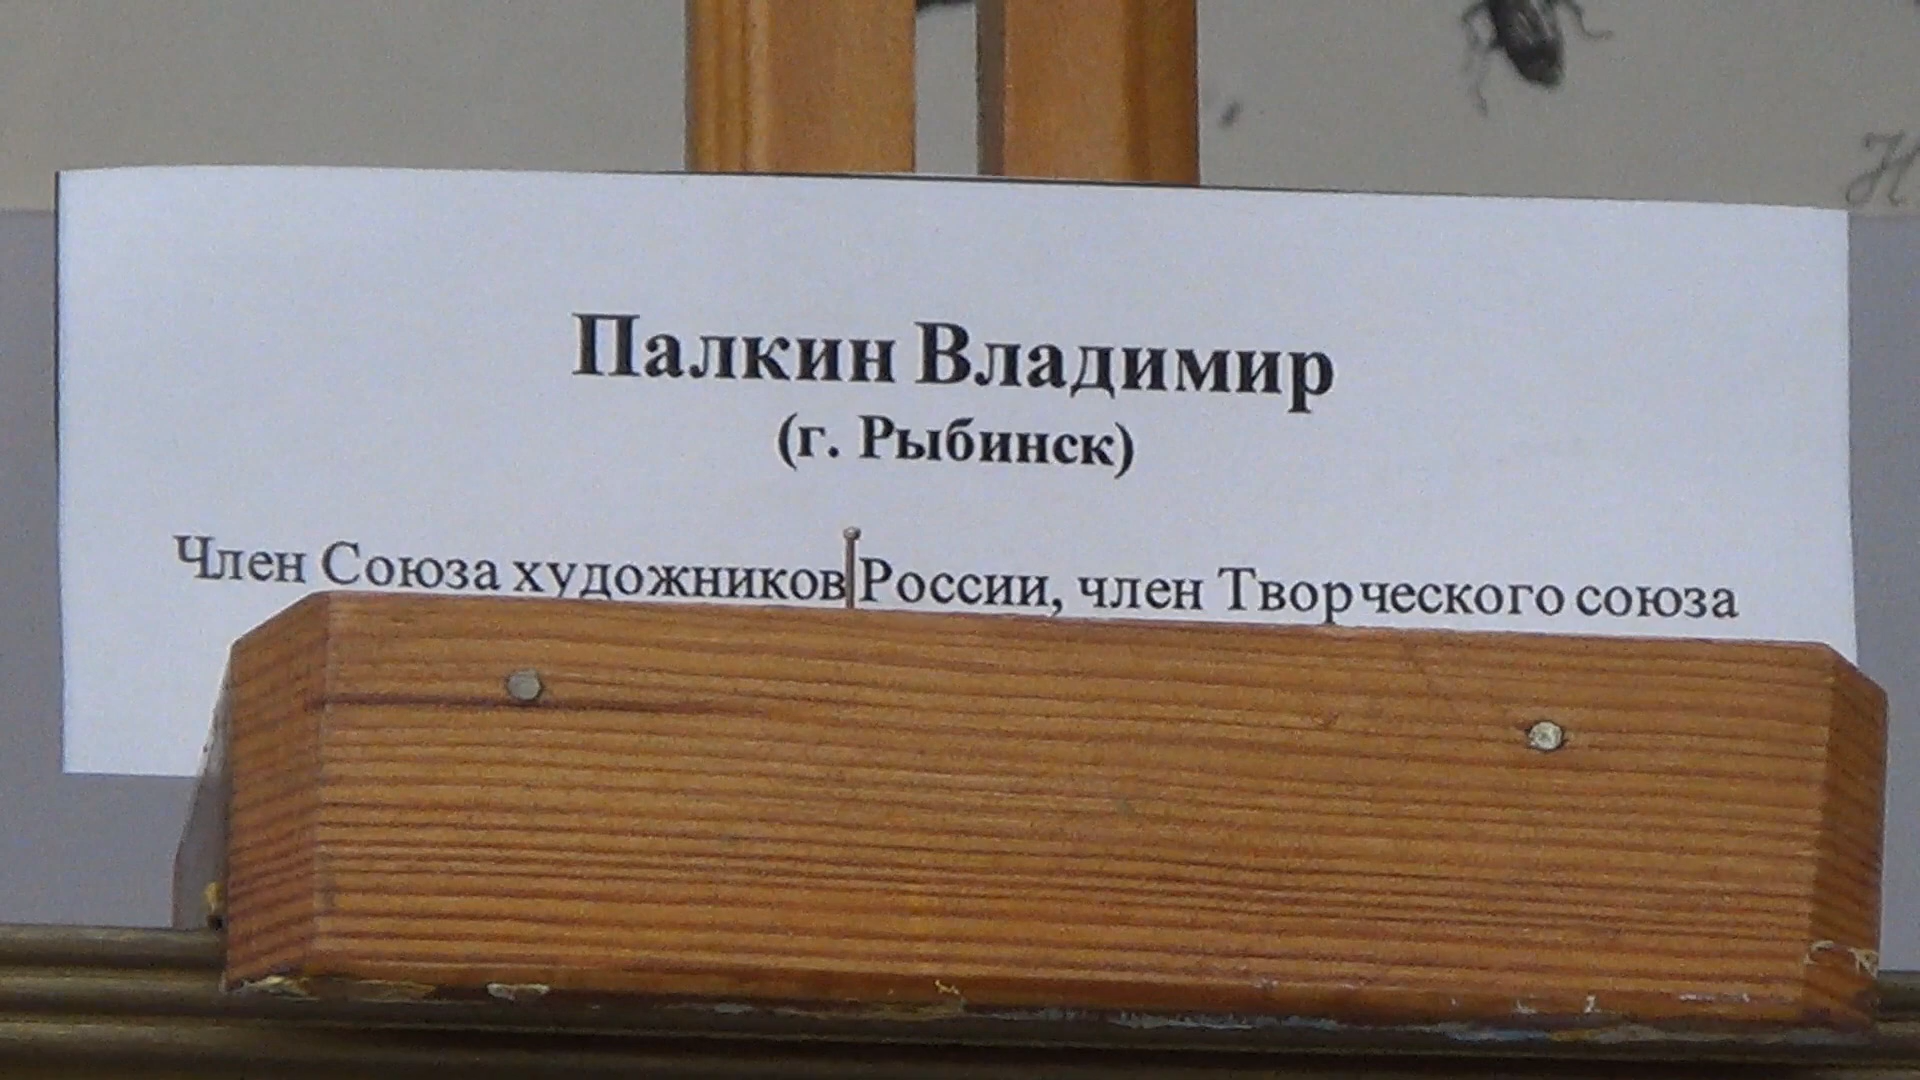 Палкин Владимир
(г. Рыбинск)
Член Союза художников России, член Творческого союза